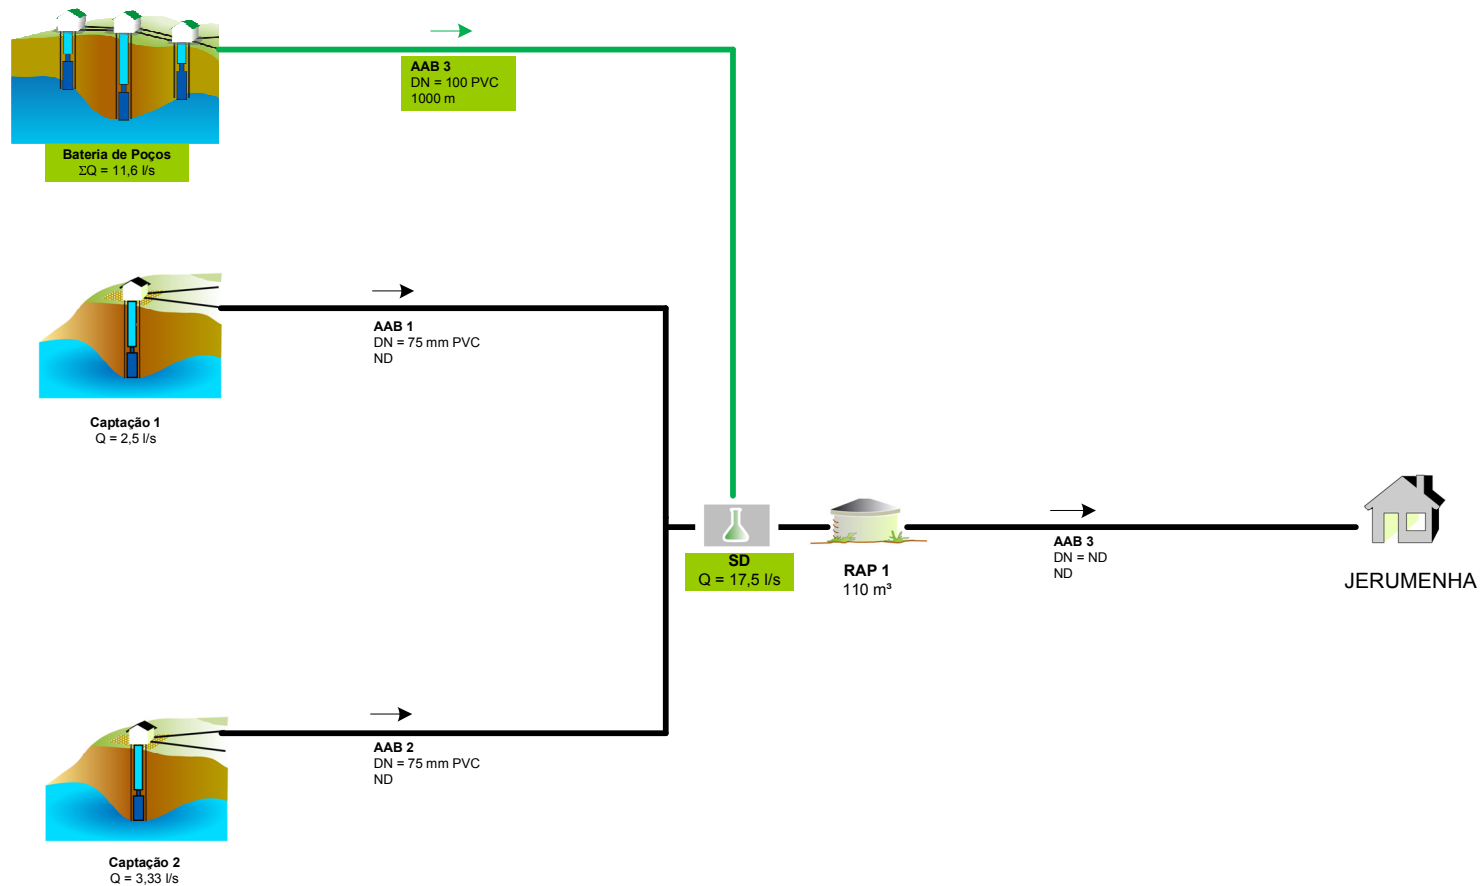 AAB 3
DN = 100 PVC
1000 m
Bateria de Poços
ΣQ = 11,6 l/s
AAB 1
DN = 75 mm PVC
ND
Captação 1
Q = 2,5 l/s
SD
Q = 17,5 l/s
RAP 1
110 m³
AAB 3
DN = ND
ND
JERUMENHA
AAB 2
DN = 75 mm PVC
ND
Captação 2
Q = 3,33 l/s